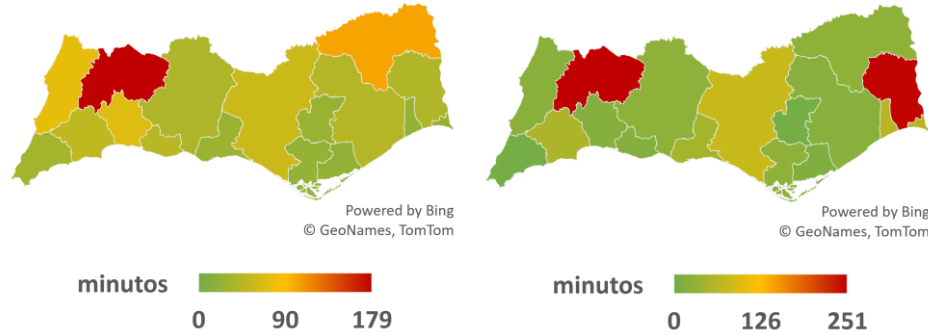 Powered by Bing
© GeoNames, TomTom
Powered by Bing
© GeoNames, TomTom
minutos
0 90 179
minutos
0 126 251